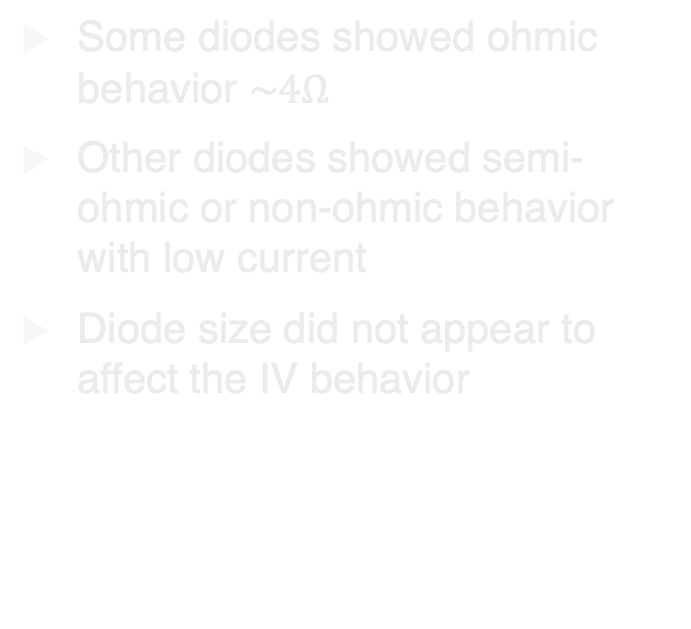 Some diodes showed ohmic
behavior ~4Ω
Other diodes showed semi-
ohmic or non-ohmic behavior
with low current
Diode size did not appear to
affect the IV behavior